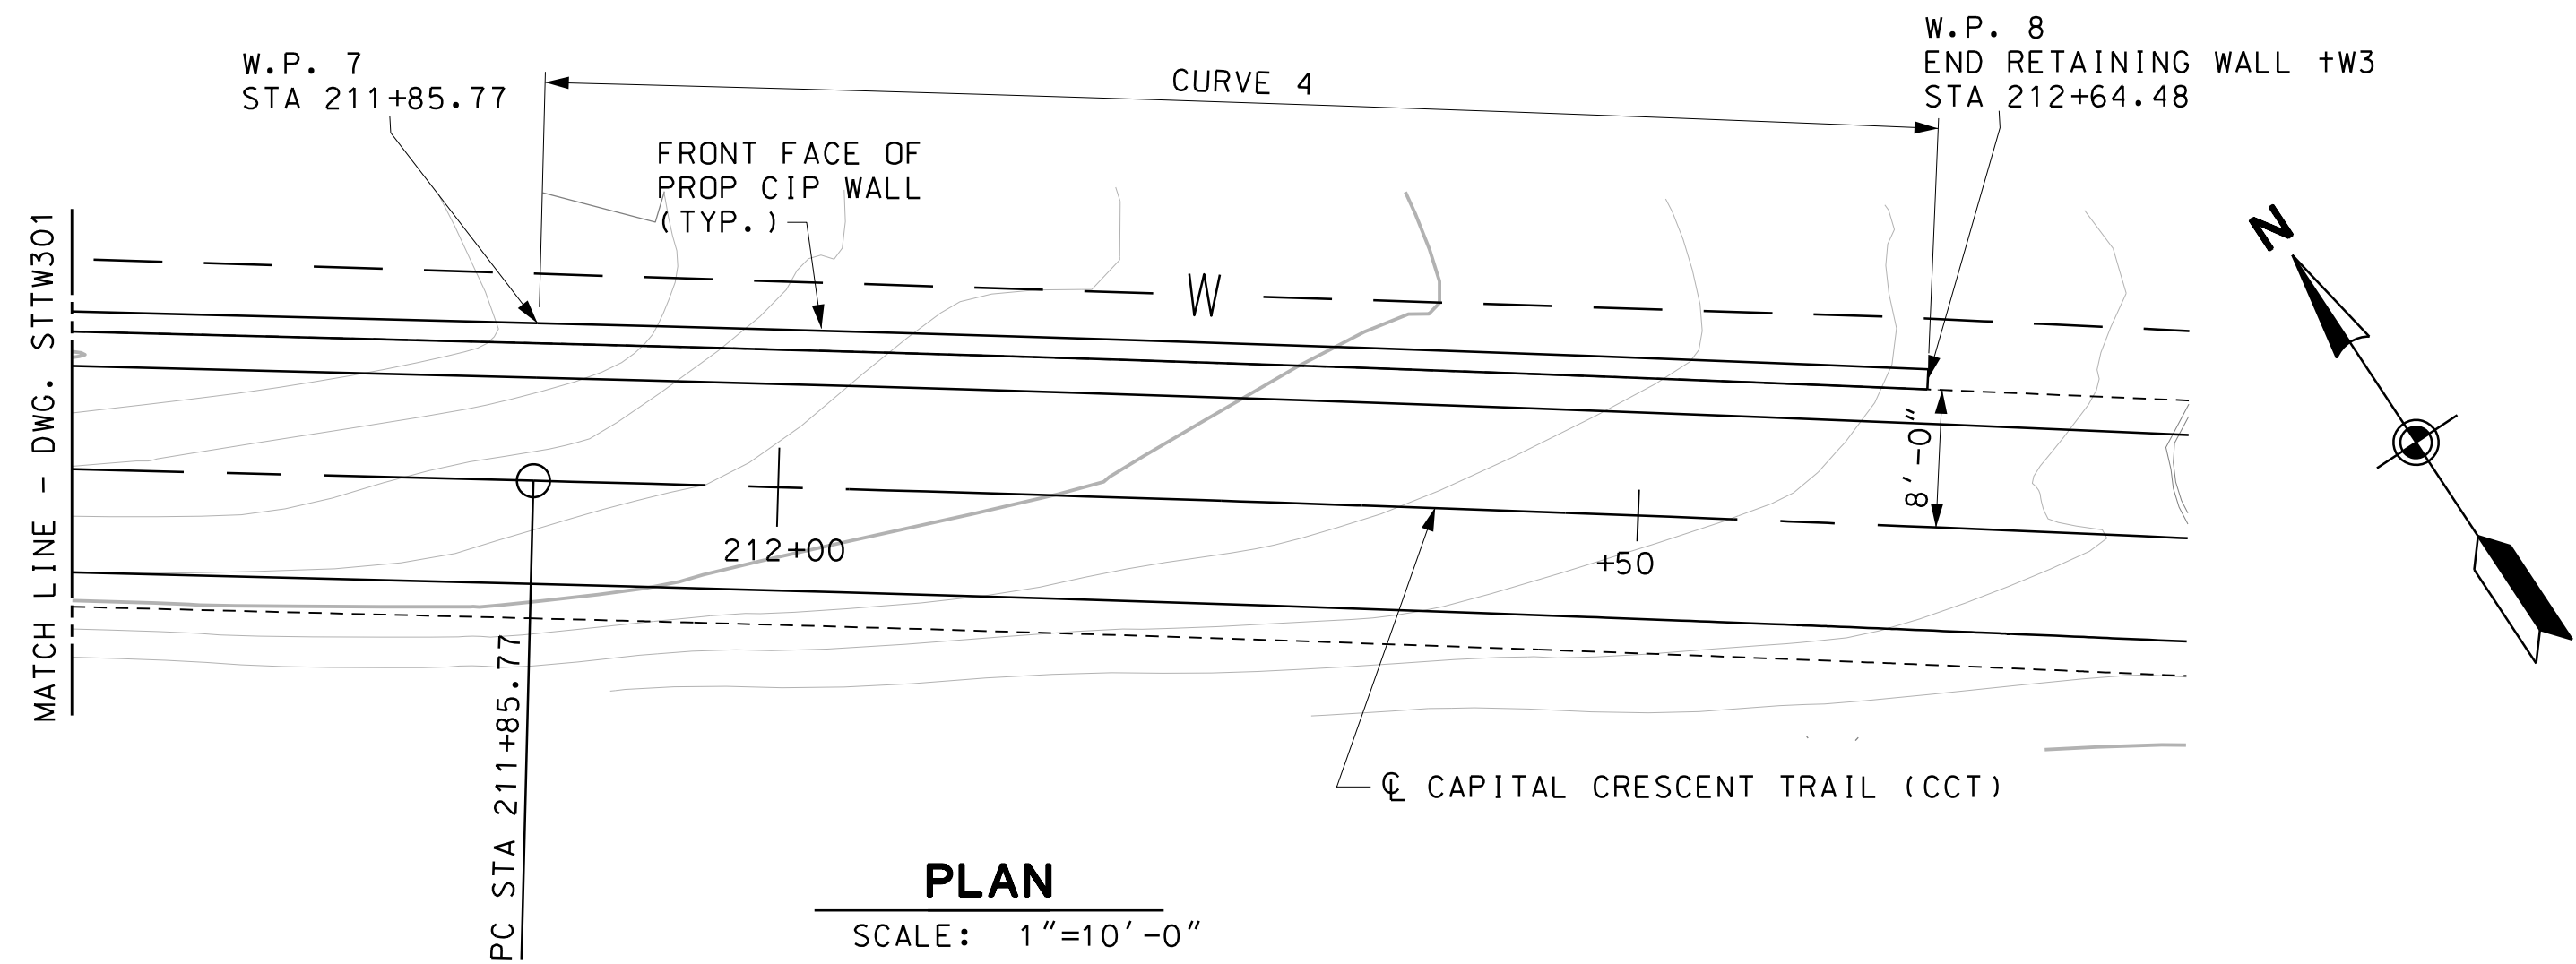 W.P. 7
STA 211+85.77
CURVE 4
W.P. 8
END RETAINING WALL †W3
STA 212+64.48
FRONT FACE OF
PROP CIP WALL
(TYP.)
N
W
MATCH LINE - DWG. STTW301
8'-0"
212+00
+50
PC STA 211+85.77
℄ CAPITAL CRESCENT TRAIL (CCT)
PLAN
SCALE: 1"=10'-0"